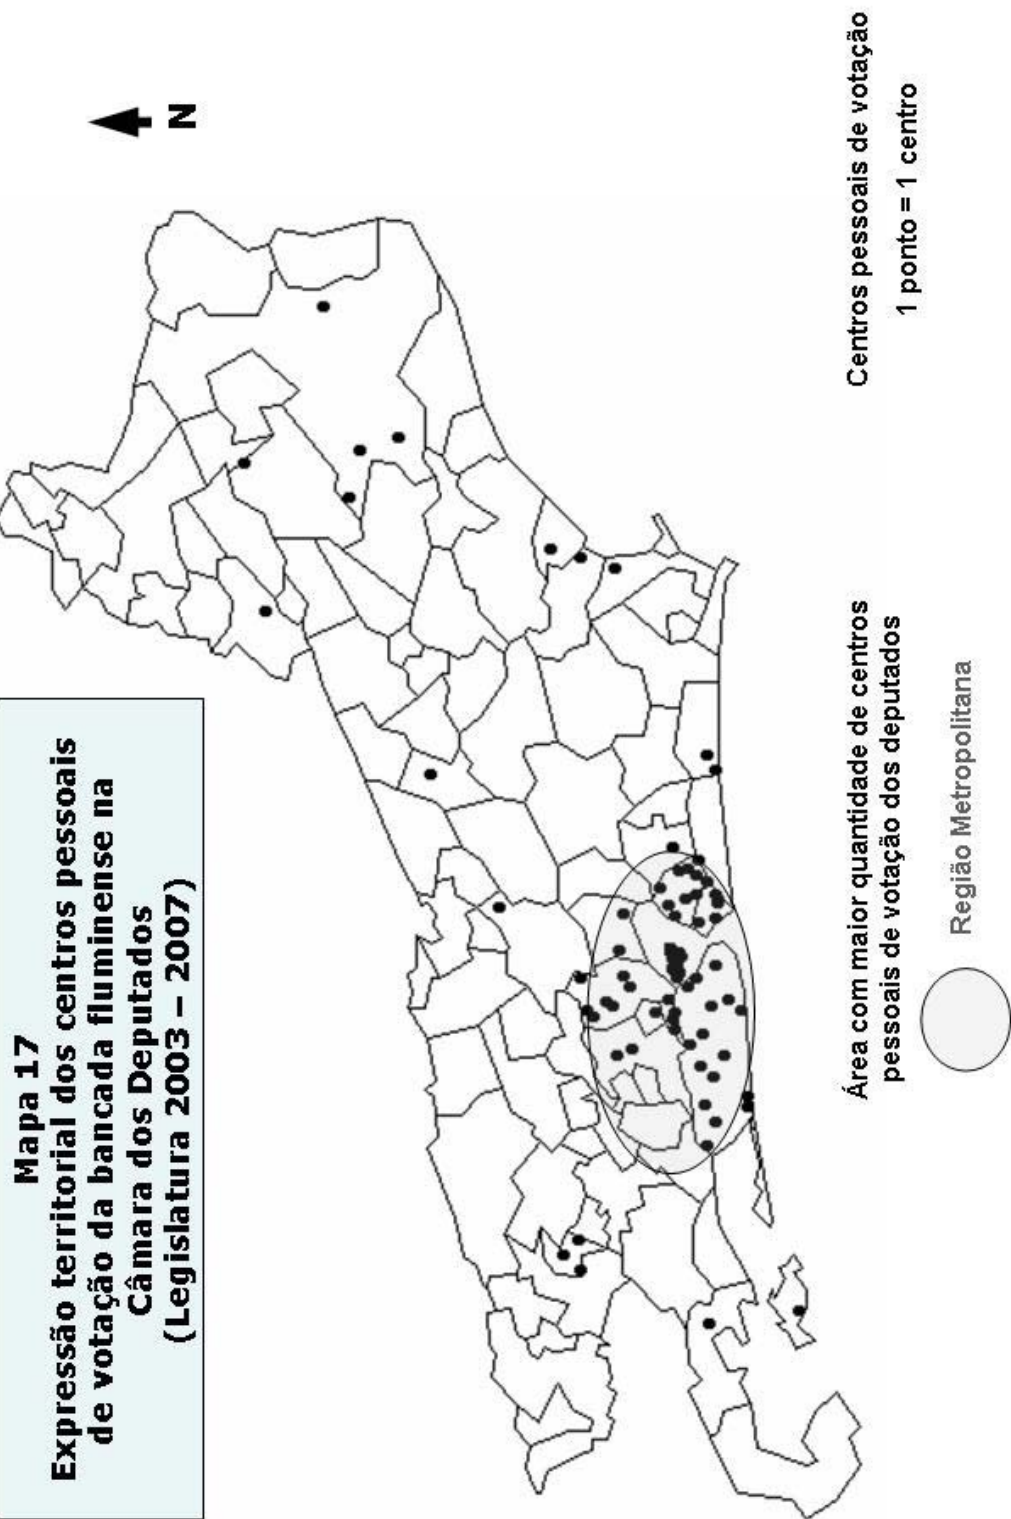 Mapa 17
Expressão territorial dos centros pessoais
de votação da bancada fluminense na
Câmara dos Deputados
(Legislatura 2003 – 2007)
N
Centros pessoais de votação
1 ponto = 1 centro
Área com maior quantidade de centros
pessoais de votação dos deputados
Região Metropolitana